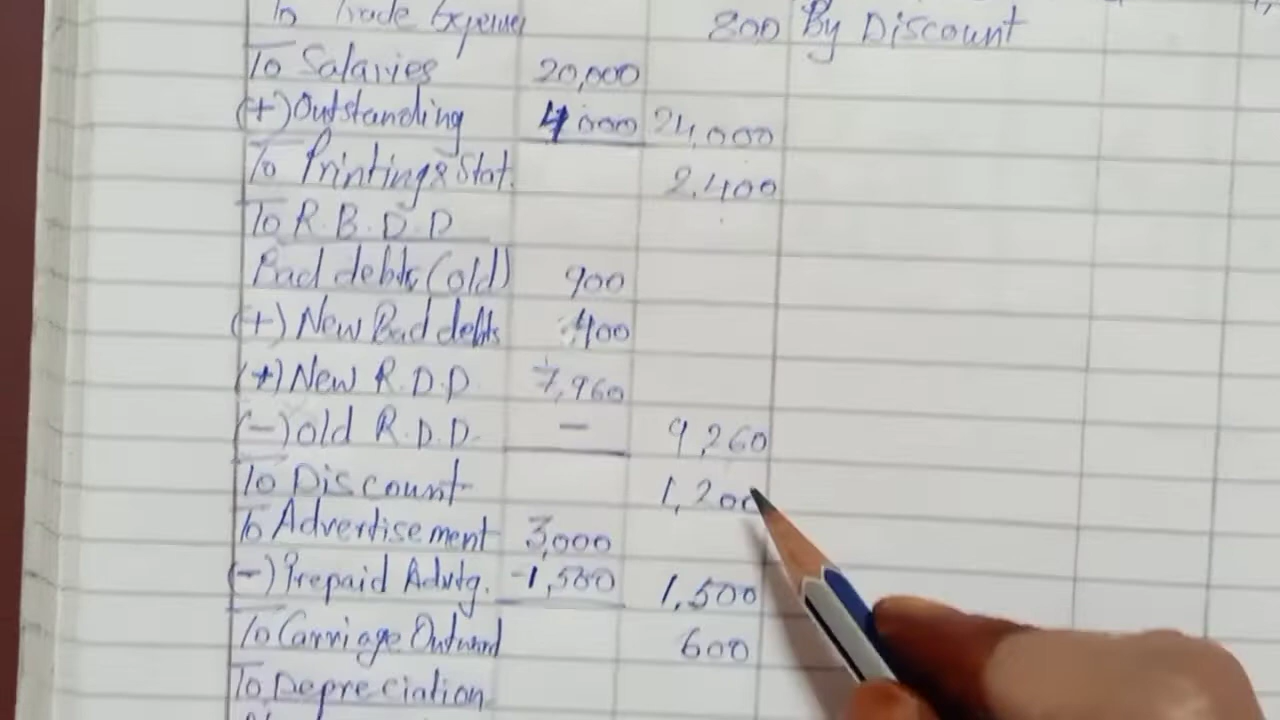 To Trade Expenses 800 By Discount
To Salaries 20,000
(+) Outstanding 4000 24,000
To Printing & Stat. 2,400
To R.B.D.D
Bad debts (old) 900
(+) New Bad debts 400
(+) New R.D.D. 7,960
(-) old R.D.D. - 9,260
To Discount 1,200
To Advertisement 3,000
(-) Prepaid Advtg. -1,500 1,500
To Carriage Outward 600
To Depreciation